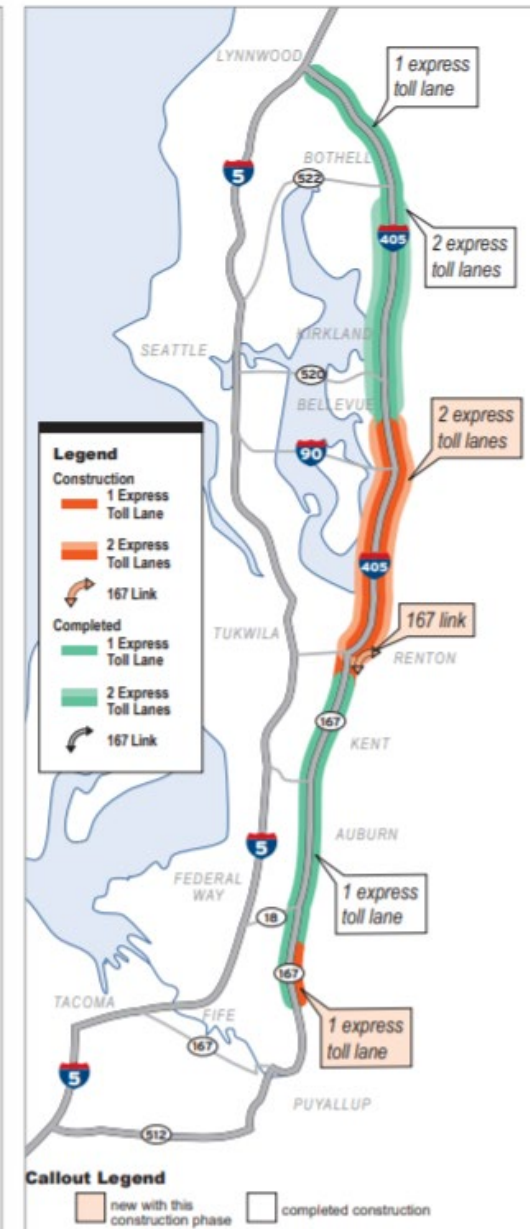 LYNNWOOD
1 express
toll lane
BOTHELL
5
522
405
2 express
toll lanes
KIRKLAND
SEATTLE
520
BELLEVUE
2 express
toll lanes
90
Legend
Construction
1 Express
Toll Lane
2 Express
Toll Lanes
167 Link
Completed
1 Express
Toll Lane
2 Express
Toll Lanes
167 Link
405
167 link
TUKWILA
RENTON
167
KENT
5
AUBURN
FEDERAL
WAY
1 express
toll lane
18
167
TACOMA
FIFE
1 express
toll lane
167
5
PUYALLUP
512
Callout Legend
new with this
construction phase
completed construction